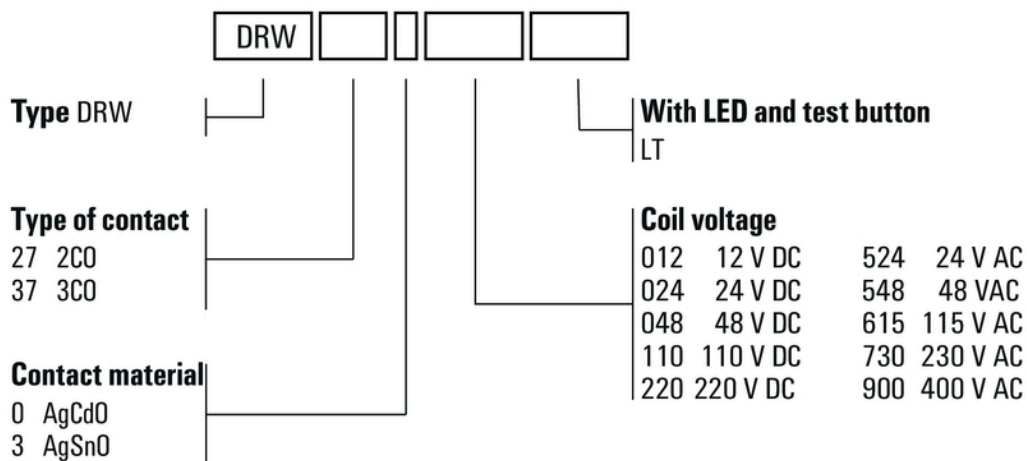 DRW
Type DRW
With LED and test button
LT
Type of contact
27 2CO
37 3CO
Coil voltage
012 12 V DC 524 24 V AC
024 24 V DC 548 48 VAC
048 48 V DC 615 115 V AC
110 110 V DC 730 230 V AC
220 220 V DC 900 400 V AC
Contact material
0 AgCdO
3 AgSnO